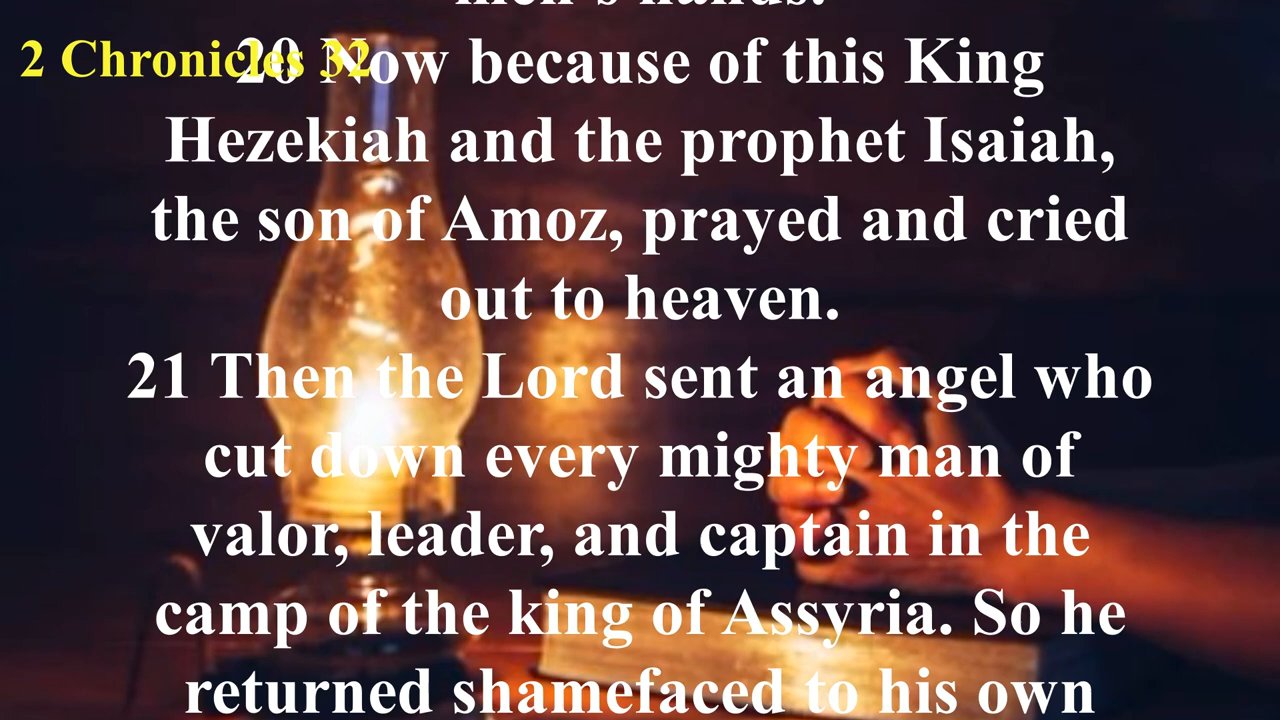 men's hands.
2 Chronicles 32
20 Now because of this King
Hezekiah and the prophet Isaiah,
the son of Amoz, prayed and cried
out to heaven.
21 Then the Lord sent an angel who
cut down every mighty man of
valor, leader, and captain in the
camp of the king of Assyria. So he
returned shamefaced to his own